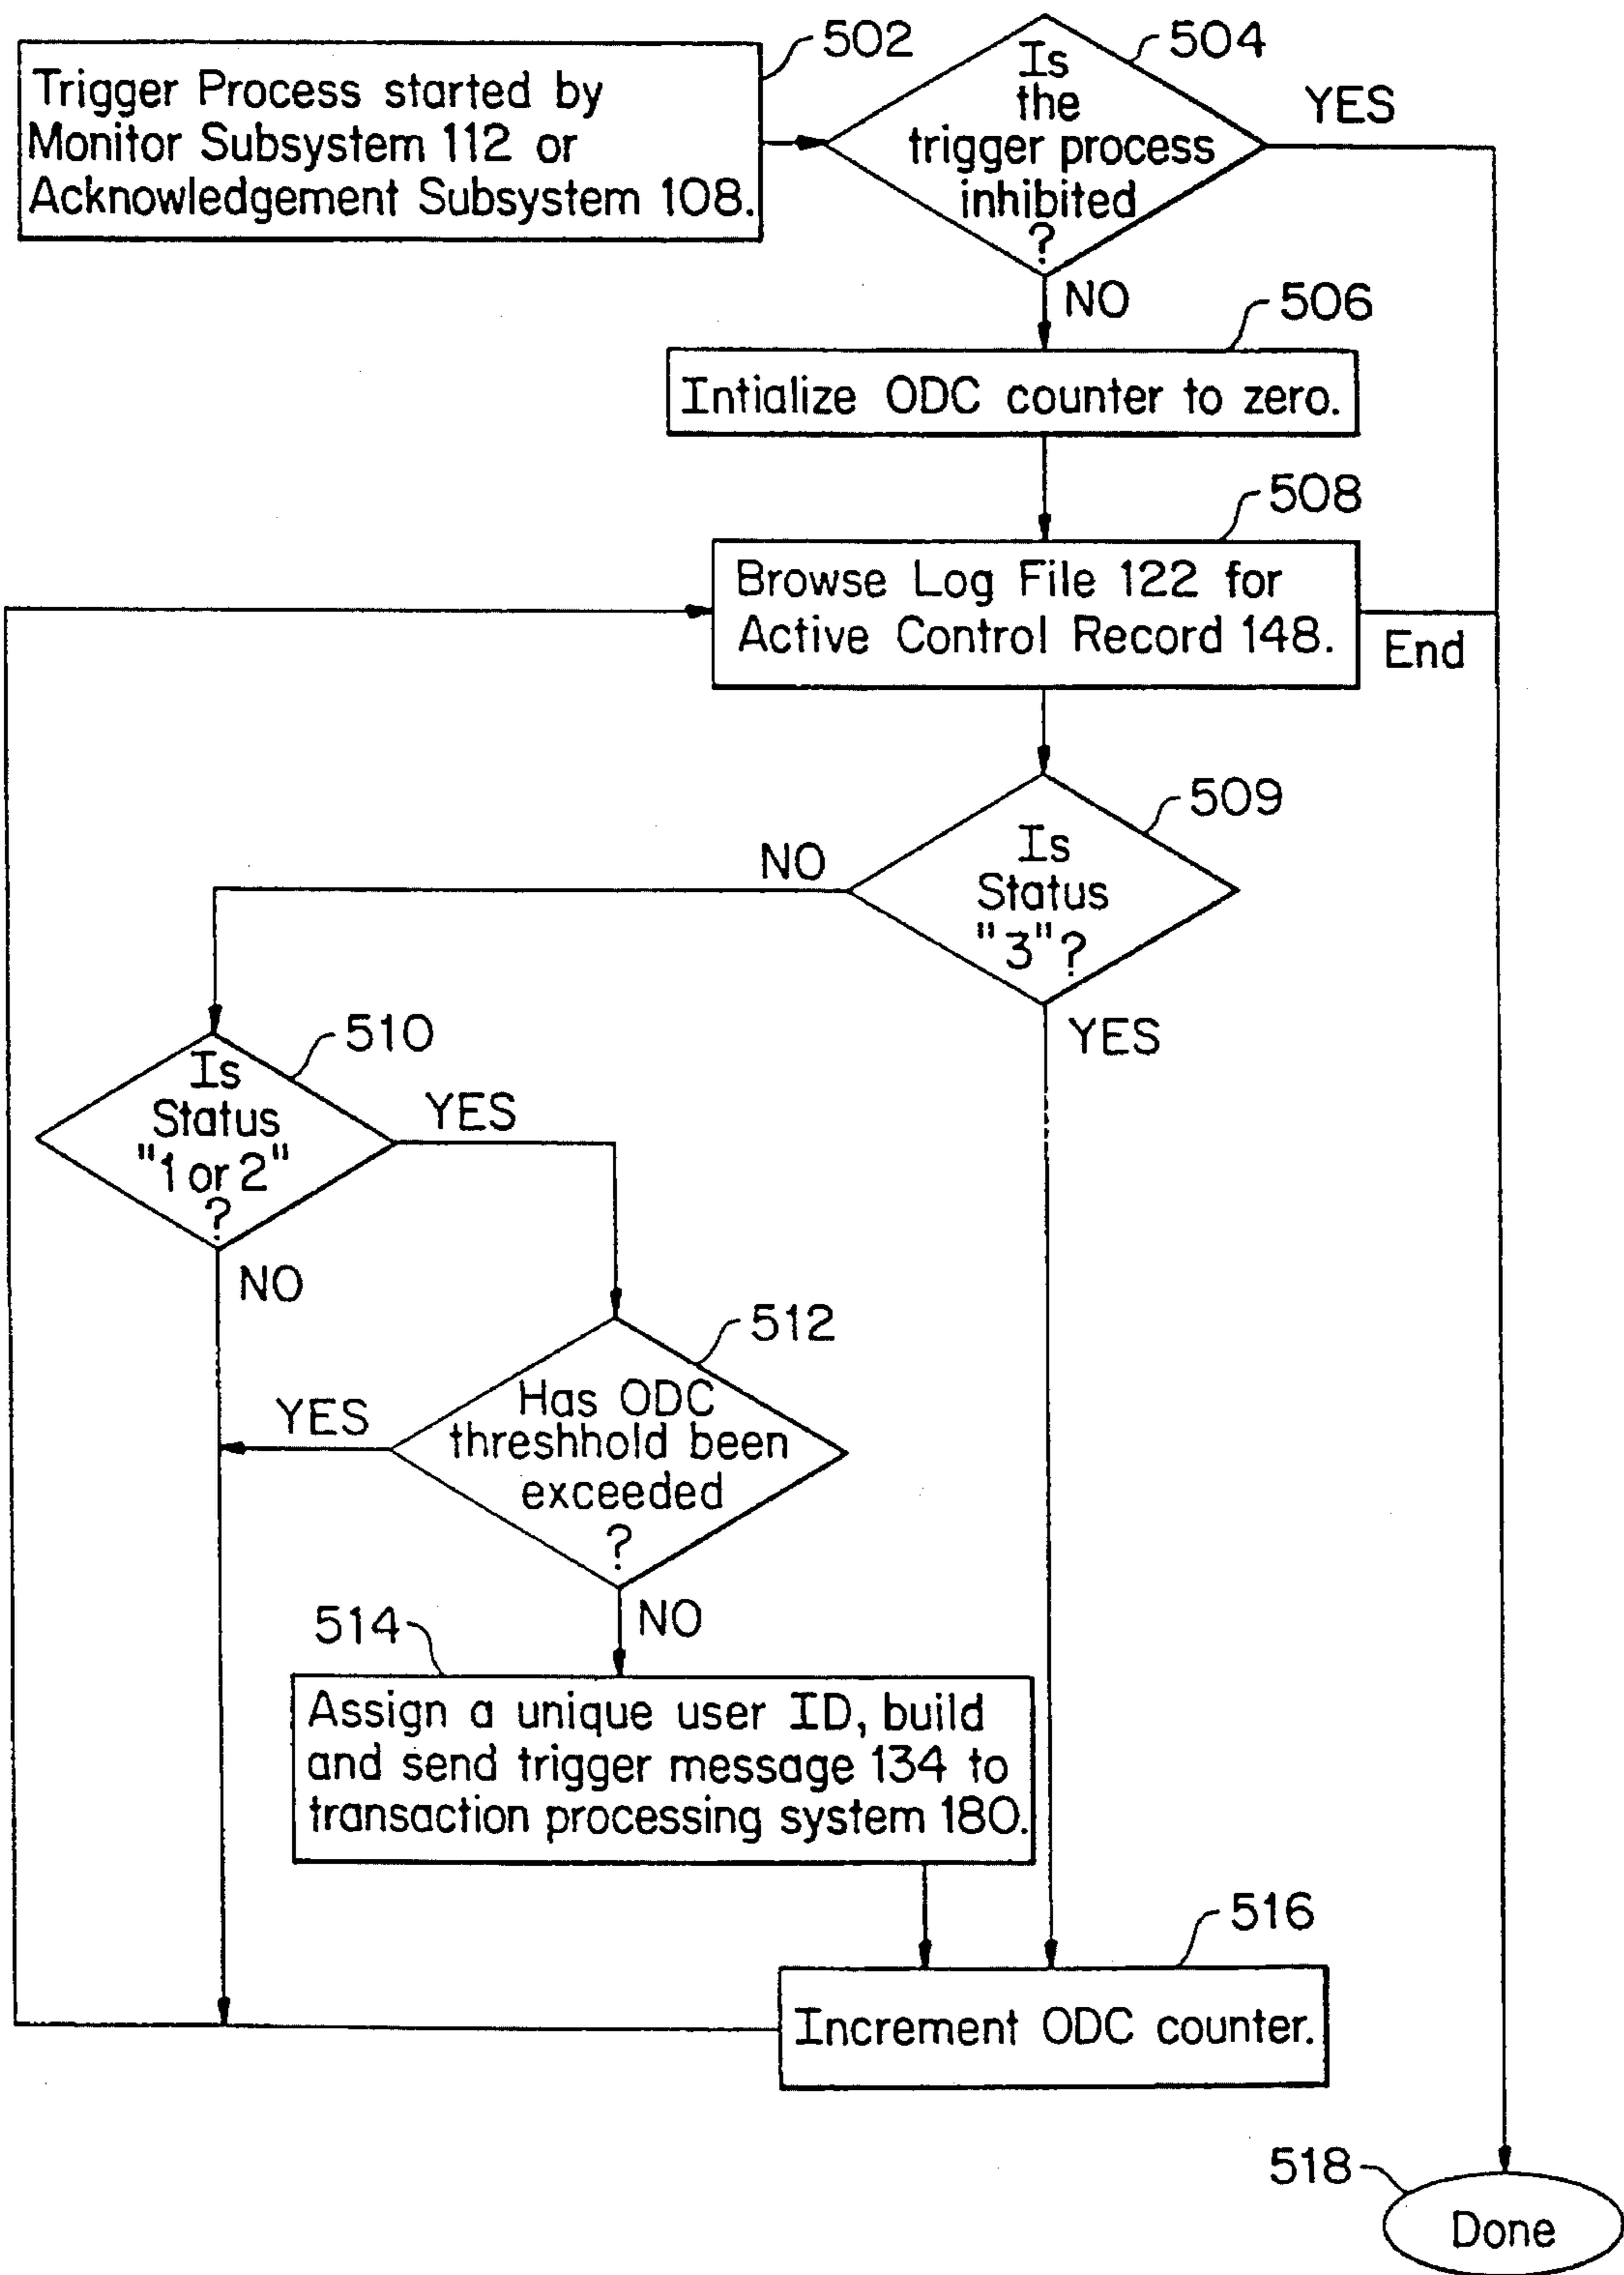 502
Trigger Process started by
Monitor Subsystem 112 or
Acknowledgement Subsystem 108.
504
Is
the
trigger process
inhibited
?
YES
NO
506
Intialize ODC counter to zero.
508
Browse Log File 122 for
Active Control Record 148.
End
509
Is
Status
"3"?
NO
YES
510
Is
Status
"1 or 2"
?
YES
NO
512
Has ODC
threshhold been
exceeded
?
YES
NO
514
Assign a unique user ID, build
and send trigger message 134 to
transaction processing system 180.
516
Increment ODC counter.
518
Done